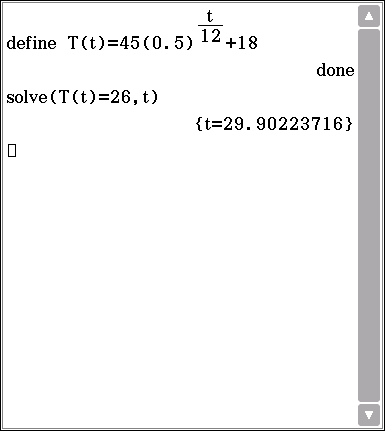 define T(t)=45(0.5)^(t/12)+18
done
solve(T(t)=26,t)
{t=29.90223716}